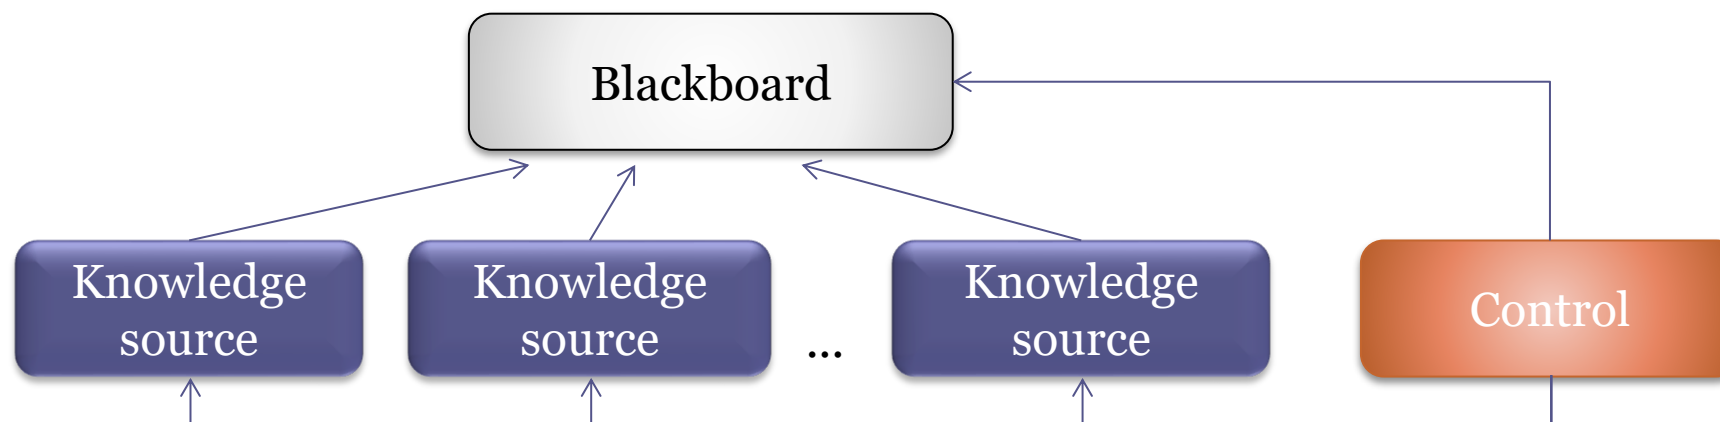 Blackboard
Knowledge
source
Knowledge
source
...
Knowledge
source
Control